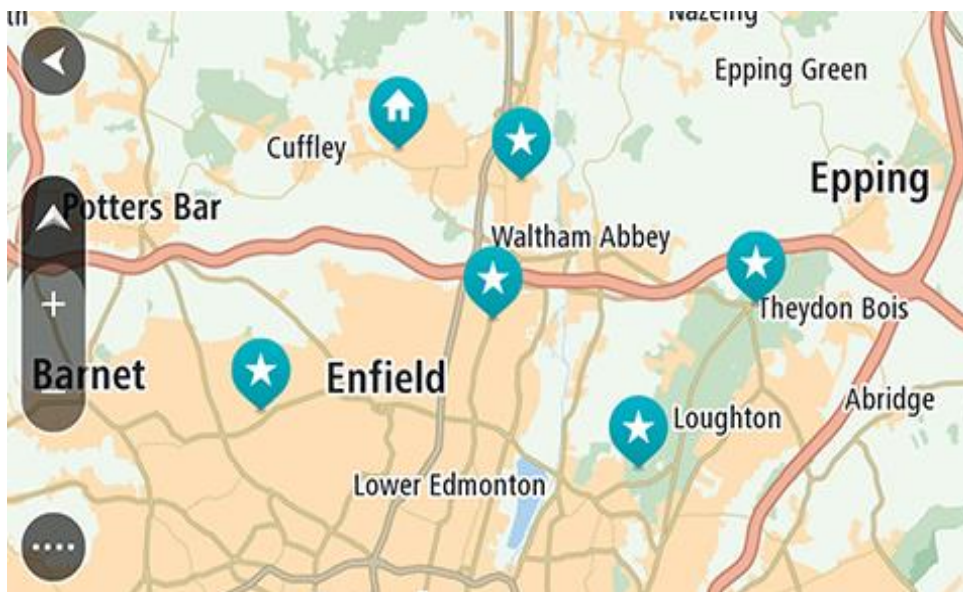 Nazeing
Epping Green
Cuffley
Epping
Potters Bar
Waltham Abbey
Theydon Bois
Barnet
Enfield
Abridge
Loughton
Lower Edmonton